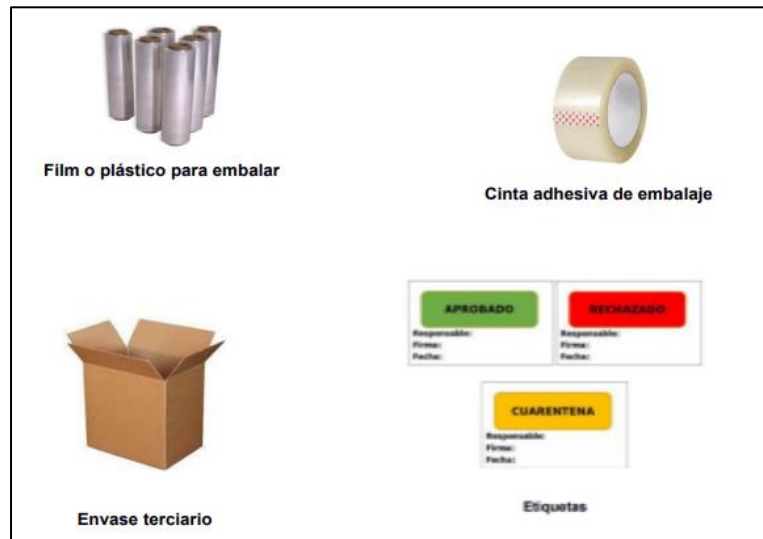 Film o plástico para embalar
Cinta adhesiva de embalaje
APROBADO
Responsable:
Firma:
Fecha:
RECHAZADO
Responsable:
Firma:
Fecha:
CUARENTENA
Responsable:
Firma:
Fecha:
Envase terciario
Etiquetas